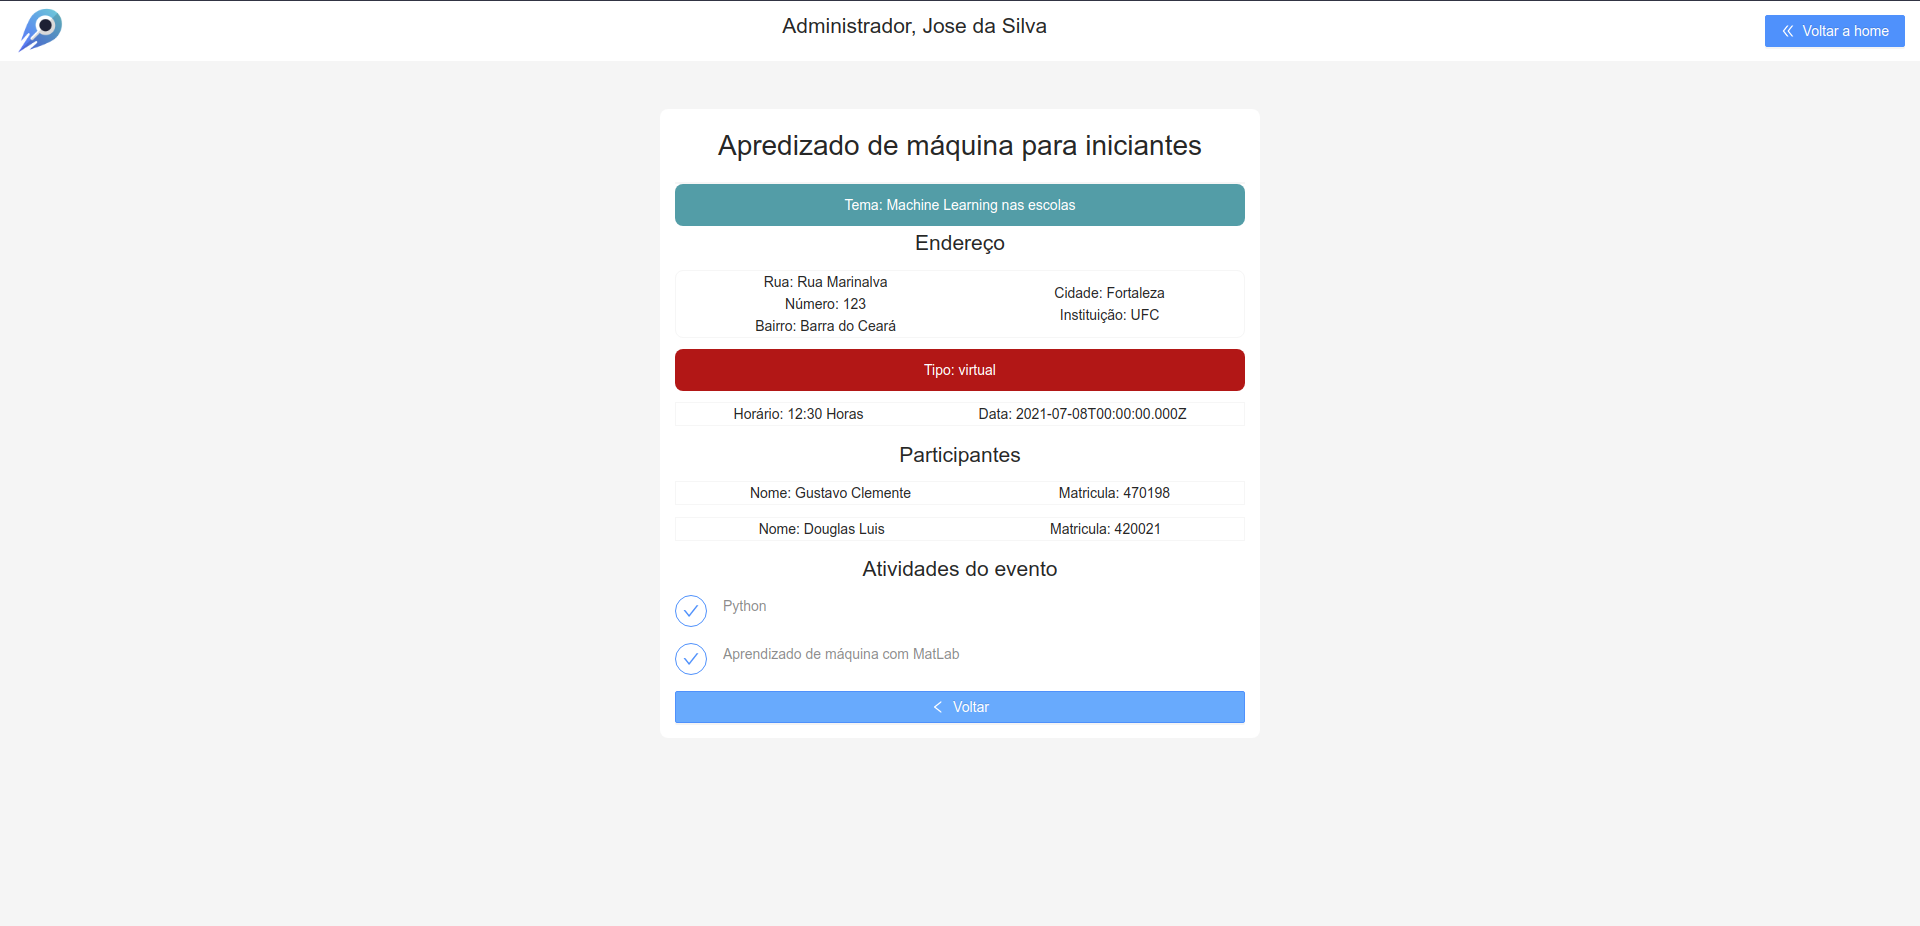 Administrador, Jose da Silva
Voltar a home
Apredizado de máquina para iniciantes
Tema: Machine Learning nas escolas
Endereço
Rua: Rua Marinalva
Número: 123
Bairro: Barra do Ceará
Cidade: Fortaleza
Instituição: UFC
Tipo: virtual
Horário: 12:30 Horas
Data: 2021-07-08T00:00:00.000Z
Participantes
Nome: Gustavo Clemente
Matricula: 470198
Nome: Douglas Luis
Matricula: 420021
Atividades do evento
Python
Aprendizado de máquina com MatLab
Voltar